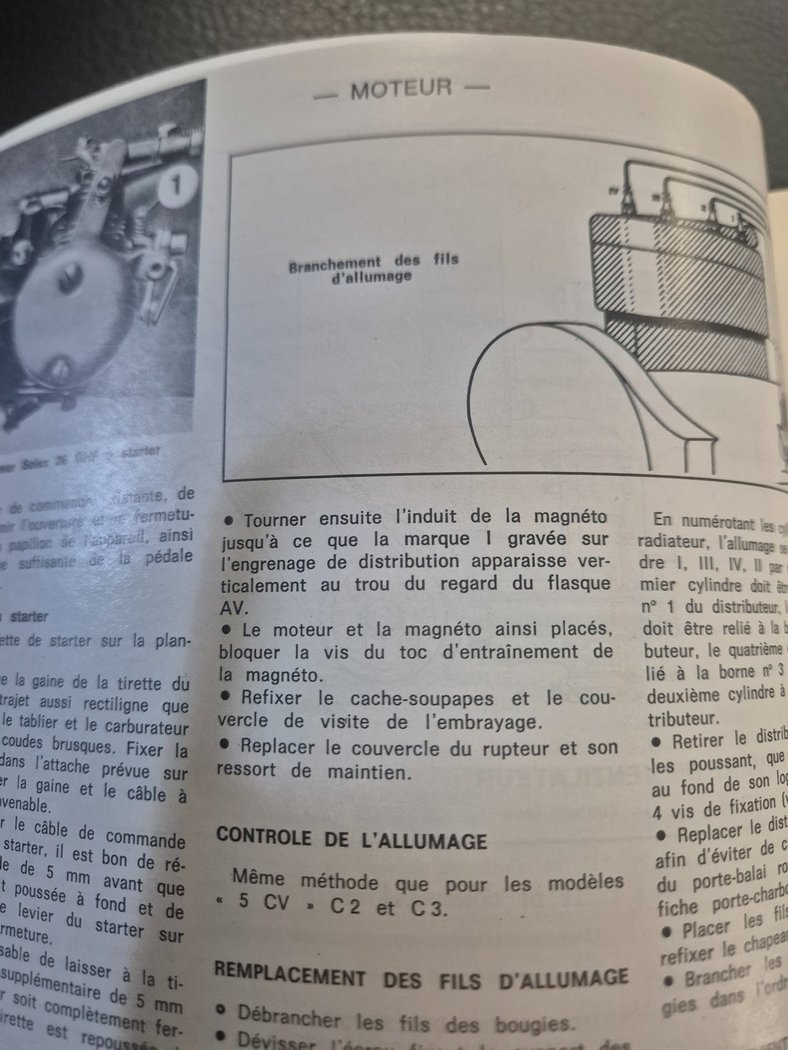 — MOTEUR —
1
Branchement des fils
d'allumage
Solex 26
de commande distante, de
l'ouverture fermetu-
papillon de l'appareil, ainsi
suffisante de la pédale
starter
de starter sur la plan-
la gaine de la tirette du
trajet aussi rectiligne que
le tablier et le carburateur
coudes brusques. Fixer la
dans l'attache prévue sur
la gaine et le câble à
le câble de commande
starter, il est bon de ré-
de 5 mm avant que
poussée à fond et de
levier du starter sur
de laisser à la ti-
supplémentaire de 5 mm
soit complètement fer-
est
• Tourner ensuite l'induit de la magnéto
jusqu'à ce que la marque I gravée sur
l'engrenage de distribution apparaisse ver-
ticalement au trou du regard du flasque
AV.
• Le moteur et la magnéto ainsi placés,
bloquer la vis du toc d'entraînement de
la magnéto.
• Refixer le cache-soupapes et le cou-
vercle de visite de l'embrayage.
• Replacer le couvercle du rupteur et son
ressort de maintien.
CONTROLE DE L'ALLUMAGE
Même méthode que pour les modèles
« 5 CV » C 2 et C 3.
REMPLACEMENT DES FILS D'ALLUMAGE
• Débrancher les fils des bougies.
En numérotant les
radiateur, l'allumage se
dre I, III, IV, II par
mier cylindre doit
n° 1 du distributeur,
doit être relié à la
buteur, le quatrième
lié à la borne n° 3
deuxième cylindre à
tributeur.
• Retirer le
les poussant, que
au fond de son
4 vis de fixation
• Replacer le
afin d'éviter de
du porte-balai
fiche
• Placer les
refixer le
• Brancher les
gies dans